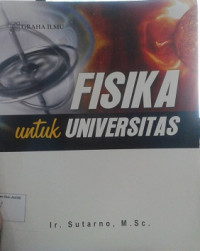 GRAHA ILMU
FISIKA
untuk UNIVERSITAS
Ir. Sutarno, M.Sc.